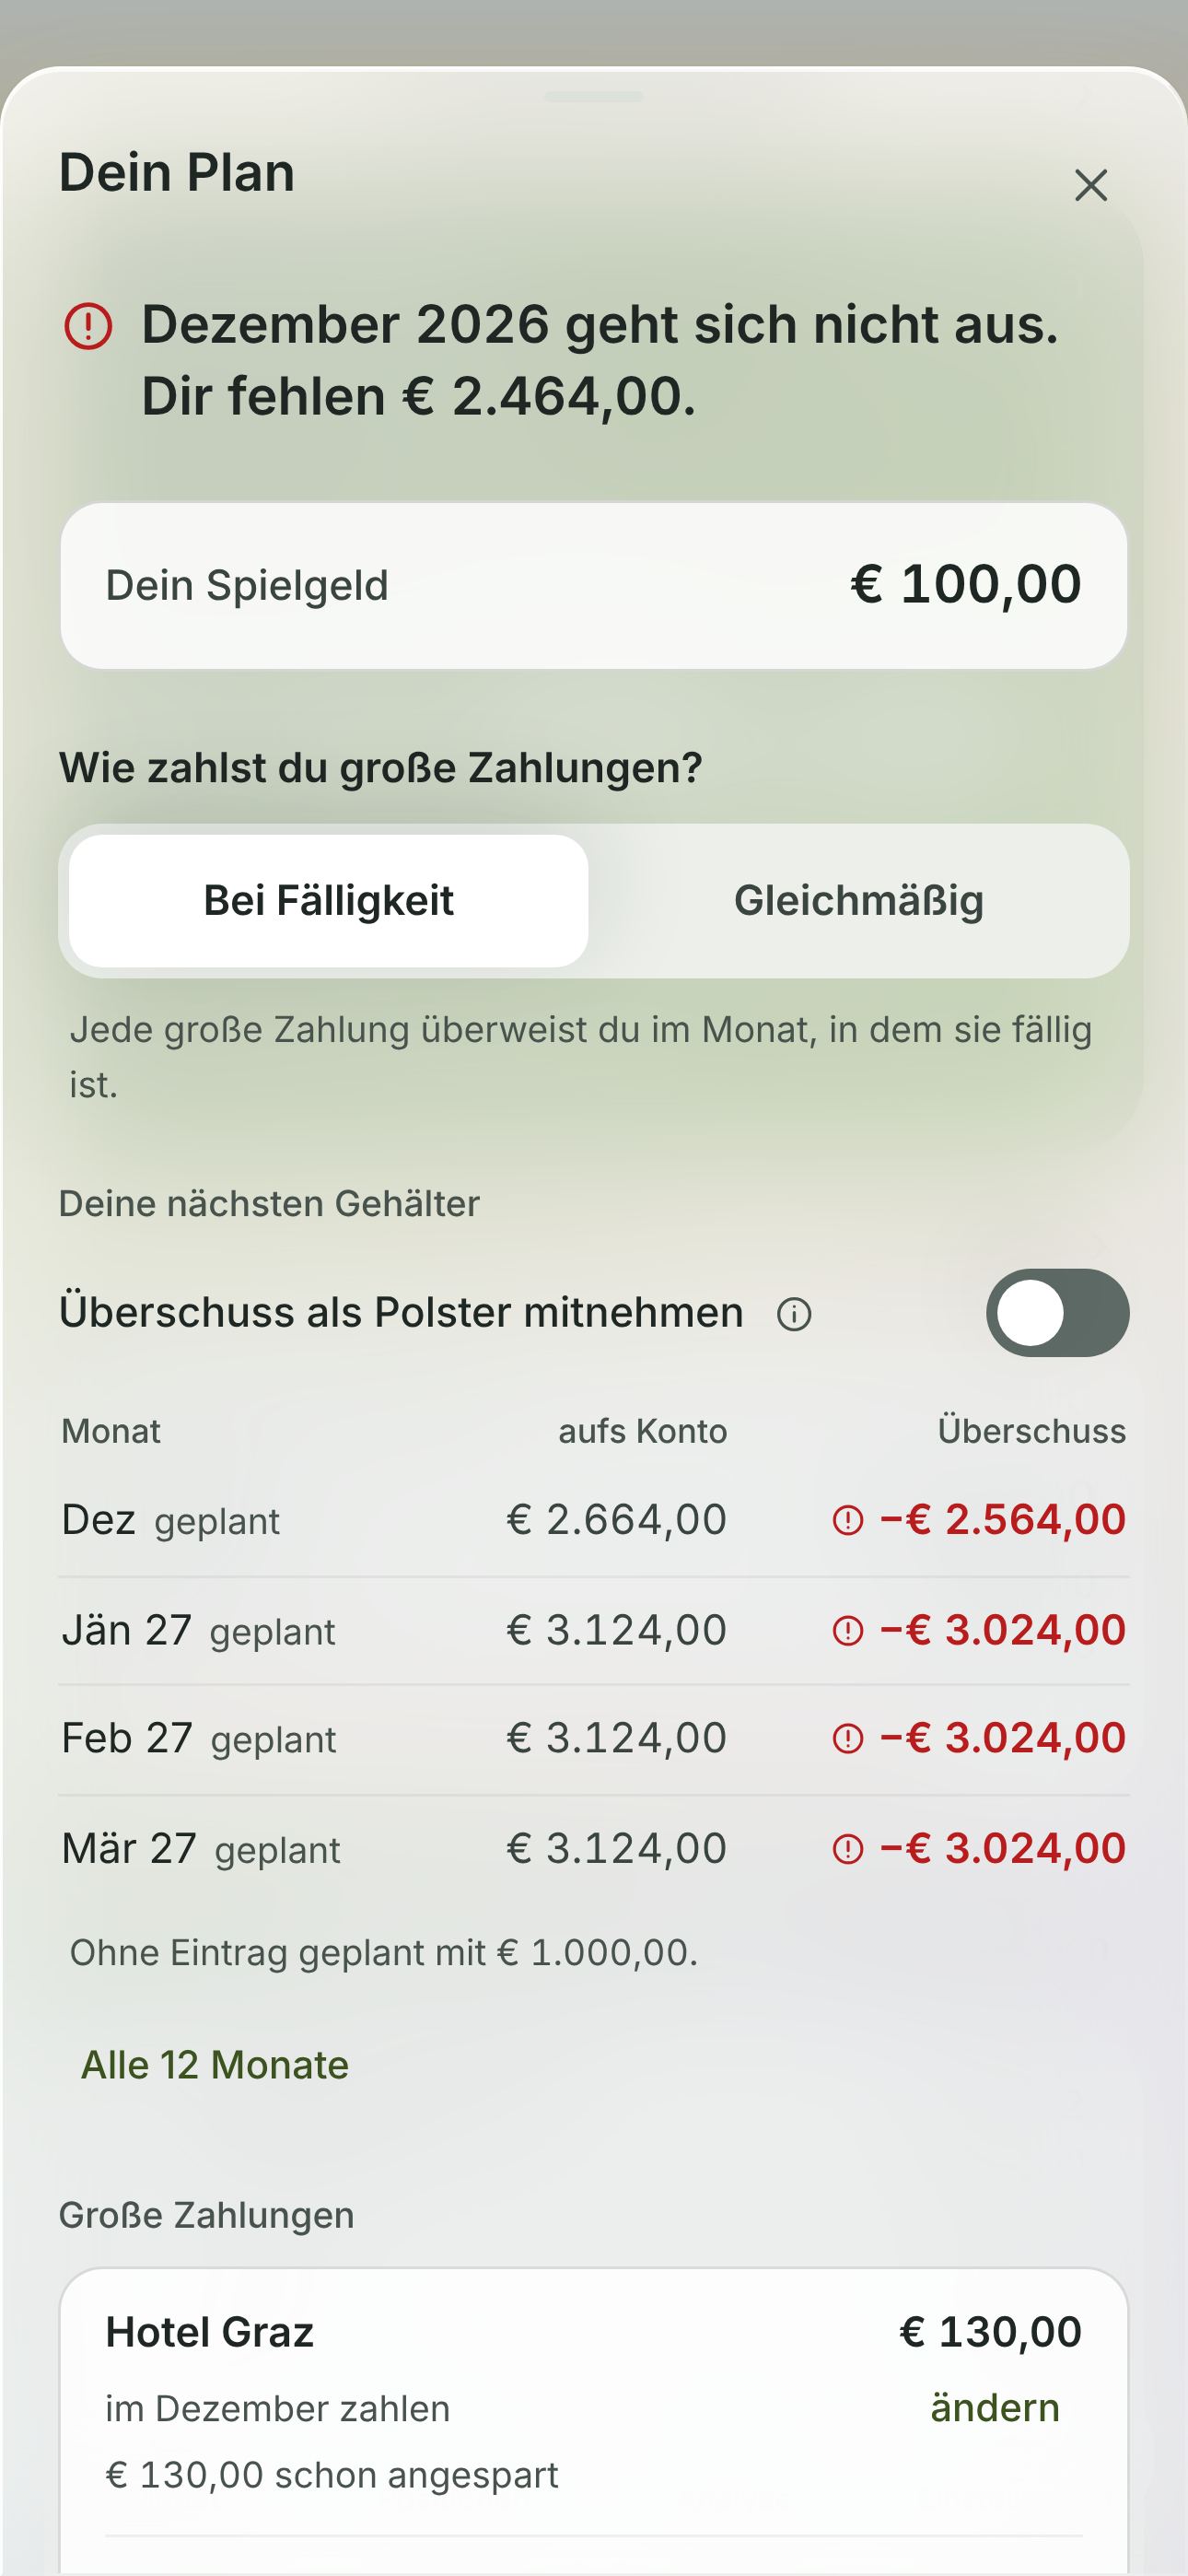 Dein Plan
Dezember 2026 geht sich nicht aus.
Dir fehlen € 2.464,00.
Dein Spielgeld € 100,00
Wie zahlst du große Zahlungen?
Bei Fälligkeit Gleichmäßig
Jede große Zahlung überweist du im Monat, in dem sie fällig
ist.
Deine nächsten Gehälter
Überschuss als Polster mitnehmen
Monat aufs Konto Überschuss
Dez geplant € 2.664,00 −€ 2.564,00
Jän 27 geplant € 3.124,00 −€ 3.024,00
Feb 27 geplant € 3.124,00 −€ 3.024,00
Mär 27 geplant € 3.124,00 −€ 3.024,00
Ohne Eintrag geplant mit € 1.000,00.
Alle 12 Monate
Große Zahlungen
Hotel Graz € 130,00
im Dezember zahlen ändern
€ 130,00 schon angespart